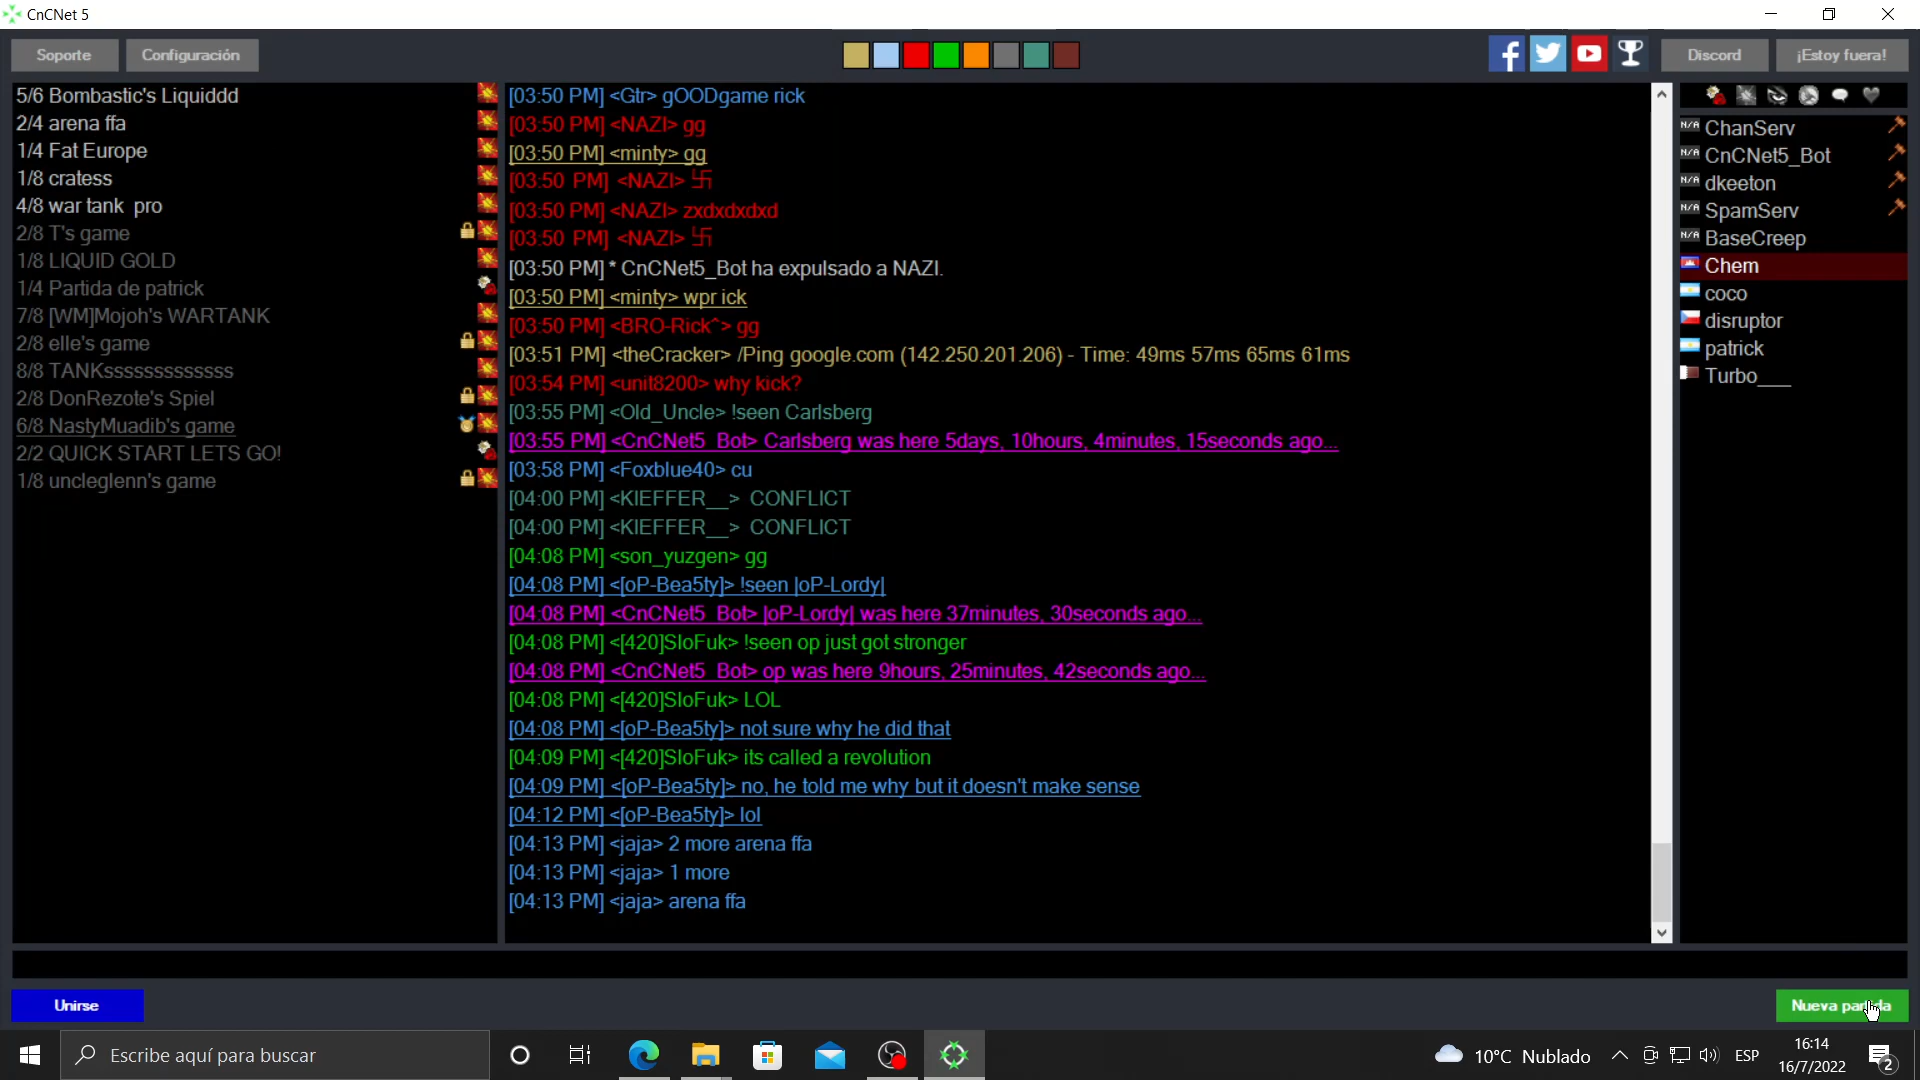 CnCNet 5
Soporte
Configuración
Discord
¡Estoy fuera!
5/6 Bombastic's Liquiddd
2/4 arena ffa
1/4 Fat Europe
1/8 cratess
4/8 war tank pro
2/8 T's game
1/8 LIQUID GOLD
1/4 Partida de patrick
7/8 [WM]Mojoh's WARTANK
2/8 elle's game
8/8 TANKsssssssssssss
2/8 DonRezote's Spiel
6/8 NastyMuadib's game
2/2 QUICK START LETS GO!
1/8 uncleglenn's game
[03:50 PM] <Gtr> gOODgame rick
[03:50 PM] <NAZI> gg
[03:50 PM] <minty> gg
[03:50 PM] <NAZI> 卐
[03:50 PM] <NAZI> zxdxdxdxd
[03:50 PM] <NAZI> 卐
[03:50 PM] * CnCNet5_Bot ha expulsado a NAZI.
[03:50 PM] <minty> wpr ick
[03:50 PM] <BRO-Rick^> gg
[03:51 PM] <theCracker> /Ping google.com (142.250.201.206) - Time: 49ms 57ms 65ms 61ms
[03:54 PM] <unit8200> why kick?
[03:55 PM] <Old_Uncle> !seen Carlsberg
[03:55 PM] <CnCNet5_Bot> Carlsberg was here 5days, 10hours, 4minutes, 15seconds ago...
[03:58 PM] <Foxblue40> cu
[04:00 PM] <KIEFFER__> CONFLICT
[04:00 PM] <KIEFFER__> CONFLICT
[04:08 PM] <son_yuzgen> gg
[04:08 PM] <[oP-Bea5ty]> !seen |oP-Lordy|
[04:08 PM] <CnCNet5_Bot> |oP-Lordy| was here 37minutes, 30seconds ago...
[04:08 PM] <[420]SloFuk> !seen op just got stronger
[04:08 PM] <CnCNet5_Bot> op was here 9hours, 25minutes, 42seconds ago...
[04:08 PM] <[420]SloFuk> LOL
[04:08 PM] <[oP-Bea5ty]> not sure why he did that
[04:09 PM] <[420]SloFuk> its called a revolution
[04:09 PM] <[oP-Bea5ty]> no, he told me why but it doesn't make sense
[04:12 PM] <[oP-Bea5ty]> lol
[04:13 PM] <jaja> 2 more arena ffa
[04:13 PM] <jaja> 1 more
[04:13 PM] <jaja> arena ffa
N/A ChanServ
N/A CnCNet5_Bot
N/A dkeeton
N/A SpamServ
N/A BaseCreep
Chem
coco
disruptor
patrick
Turbo___
Unirse
Nueva partida
Escribe aquí para buscar
10°C Nublado
ESP
16:14
16/7/2022
2